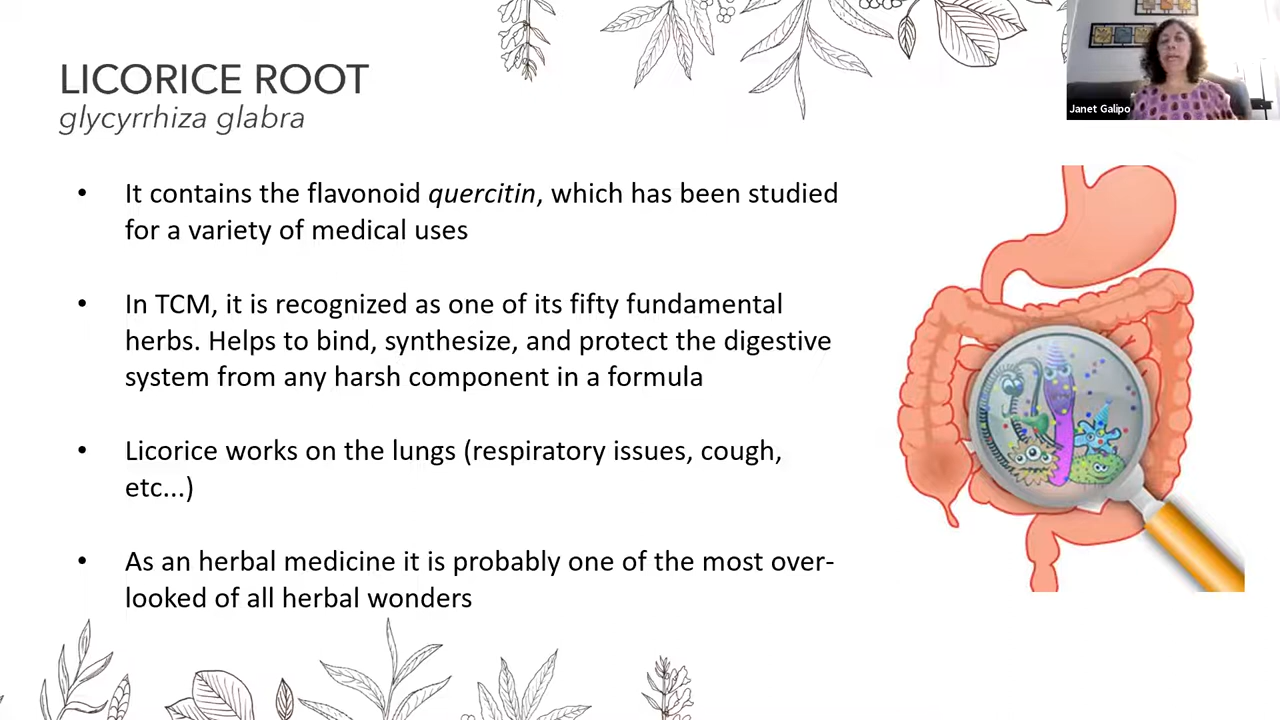 LICORICE ROOT
glycyrrhiza glabra
Janet Galipo
• It contains the flavonoid quercitin, which has been studied
for a variety of medical uses
• In TCM, it is recognized as one of its fifty fundamental
herbs. Helps to bind, synthesize, and protect the digestive
system from any harsh component in a formula
• Licorice works on the lungs (respiratory issues, cough,
etc...)
• As an herbal medicine it is probably one of the most over-
looked of all herbal wonders